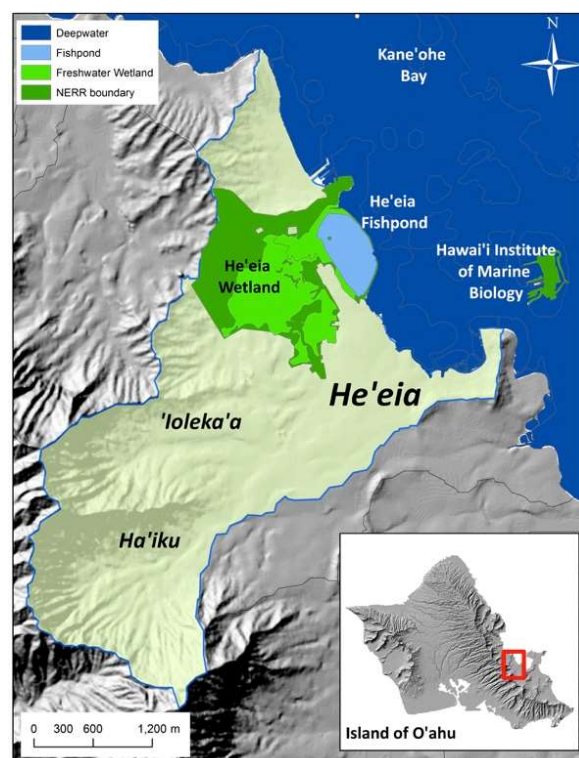 Deepwater
Fishpond
Freshwater Wetland
NERR boundary
Kane'ohe
Bay
N
He'eia
Fishpond
Hawai'i Institute
of Marine
Biology
He'eia
Wetland
He'eia
'Ioleka'a
Ha'iku
0 300 600 1,200 m
Island of O'ahu